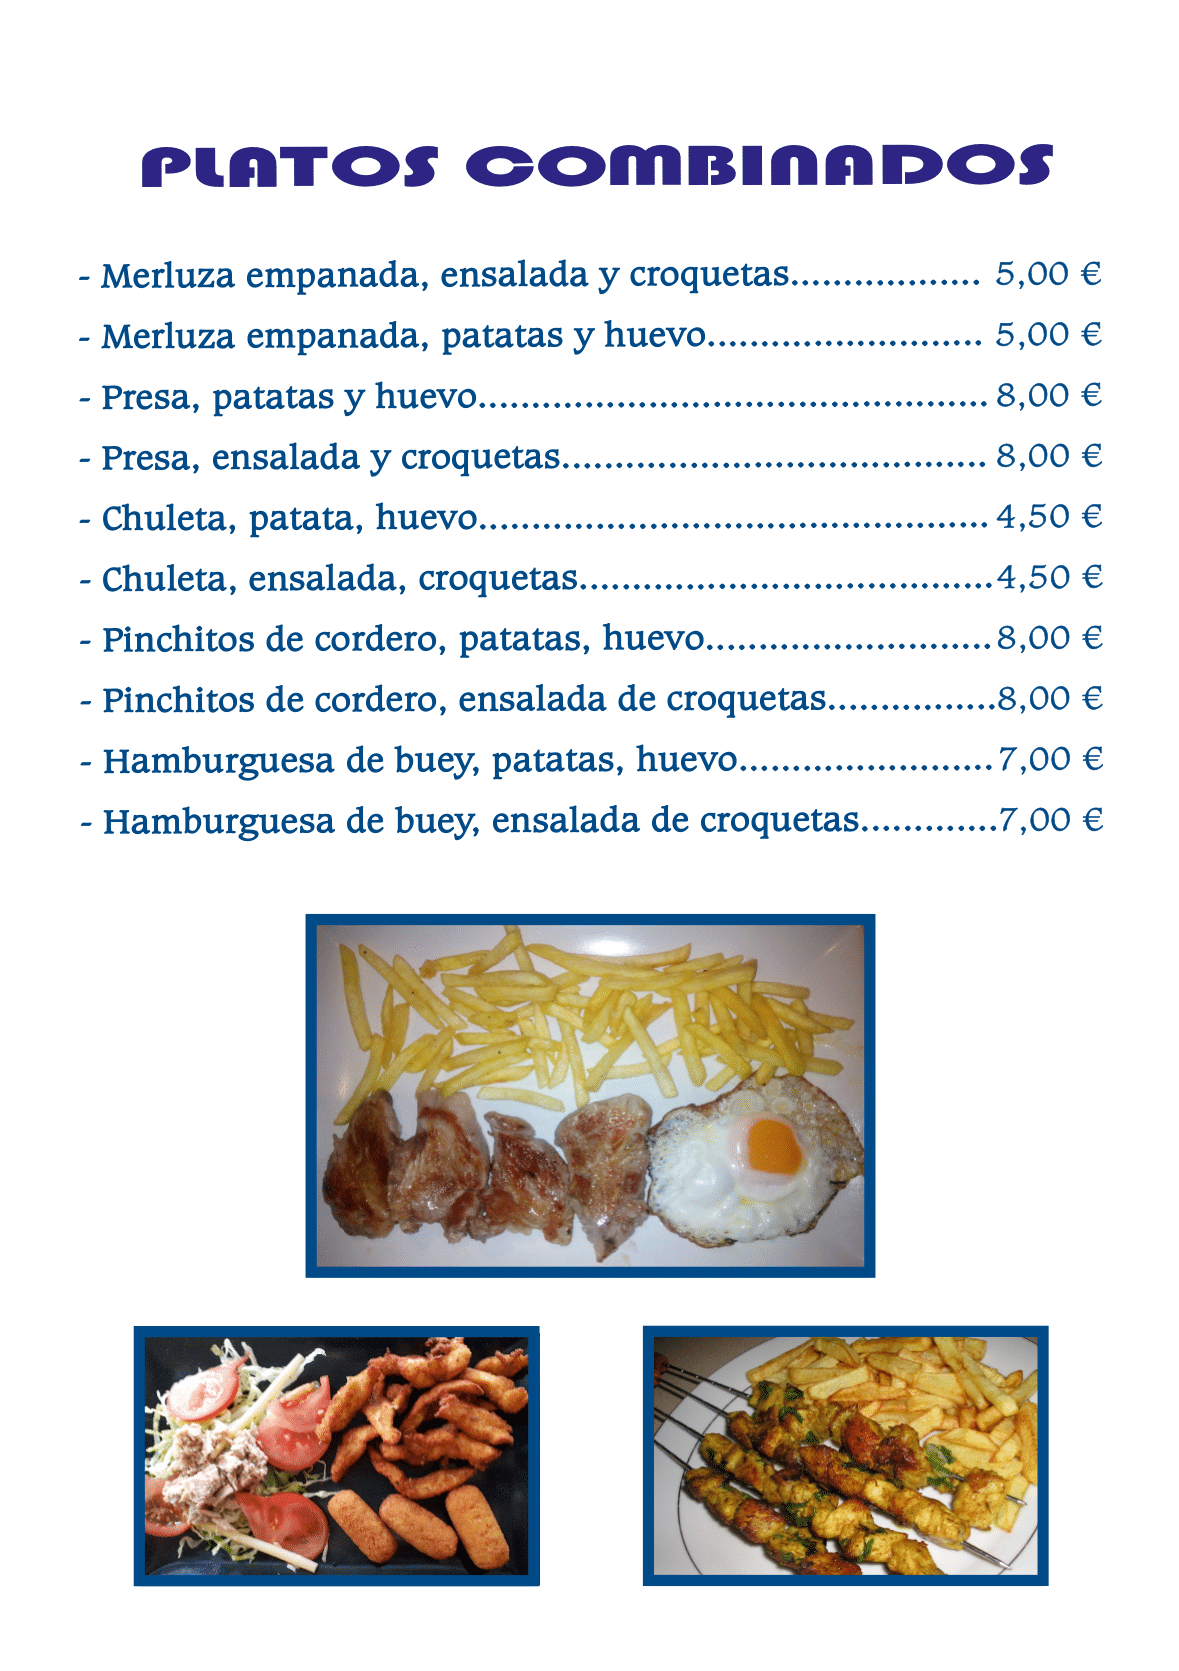 PLATOS COMBINADOS
- Merluza empanada, ensalada y croquetas.................. 5,00 €
- Merluza empanada, patatas y huevo.......................... 5,00 €
- Presa, patatas y huevo................................................ 8,00 €
- Presa, ensalada y croquetas........................................ 8,00 €
- Chuleta, patata, huevo................................................ 4,50 €
- Chuleta, ensalada, croquetas.......................................4,50 €
- Pinchitos de cordero, patatas, huevo...........................8,00 €
- Pinchitos de cordero, ensalada de croquetas................8,00 €
- Hamburguesa de buey, patatas, huevo........................7,00 €
- Hamburguesa de buey, ensalada de croquetas.............7,00 €